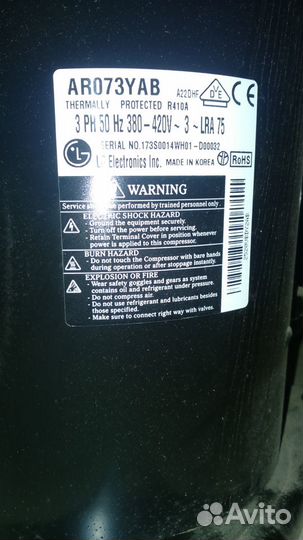 AR073YAB
A22DHF
THERMALLY PROTECTED R410A
3 PH 50 Hz 380-420V~ 3 ~ LRA 75
SERIAL NO.173S0014WH01-D00032
LG Electronics Inc. MADE IN KOREA RoHS
WARNING
Service should be performed by trained personnel only.
ELECTRIC SHOCK HAZARD
- Ground the equipment securely.
- Turn off the power before servicing.
- Retain Terminal Cover in position whenever
power is connected to this compressor.
BURN HAZARD
- Do not touch the Compressor with bare hands
during operation or after stoppage instantly.
EXPLOSION OR FIRE
- Wear safety goggles and gears as system
contains oil and refrigerant under pressure.
- Do not compress air.
- Do not use refrigerant and lubricants besides
those specified.
- Make sure to connect right way with valves.
Avito